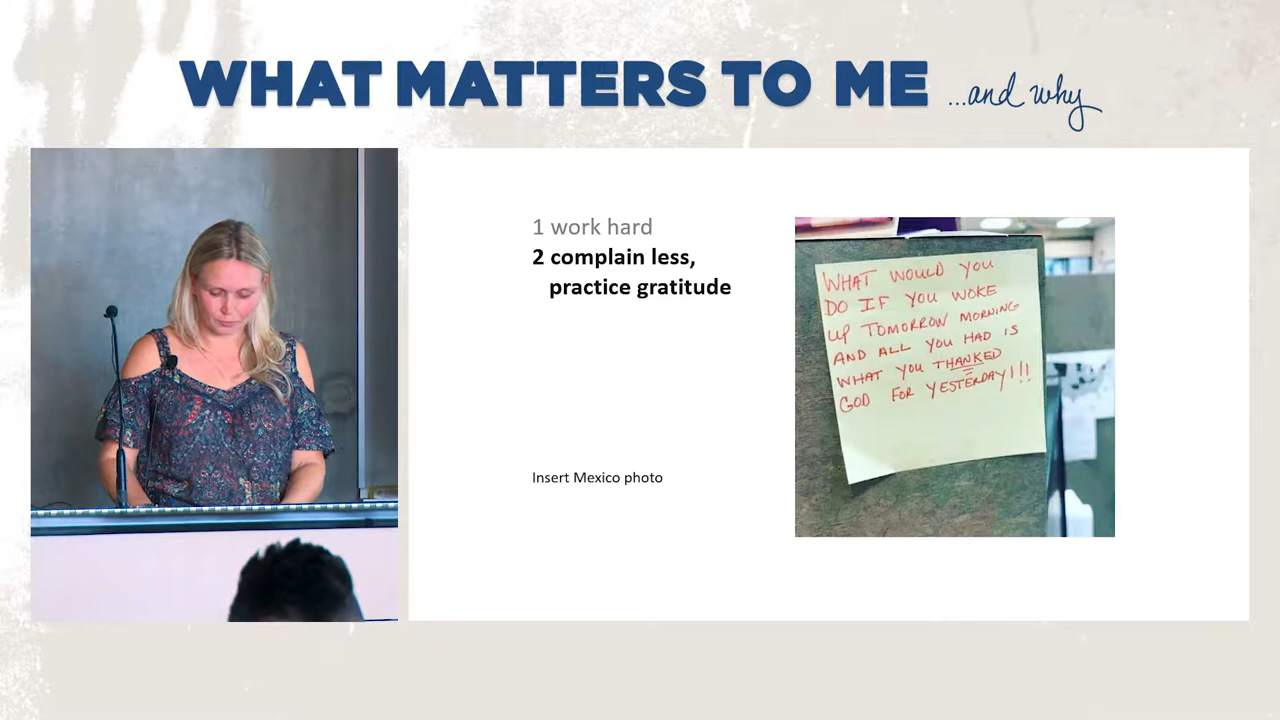 WHAT MATTERS TO ME ...and why
1 work hard
2 complain less,
practice gratitude
Insert Mexico photo
WHAT WOULD YOU
DO IF YOU WOKE
UP TOMORROW MORNING
AND ALL YOU HAD IS
WHAT YOU THANKED
GOD FOR YESTERDAY!!!